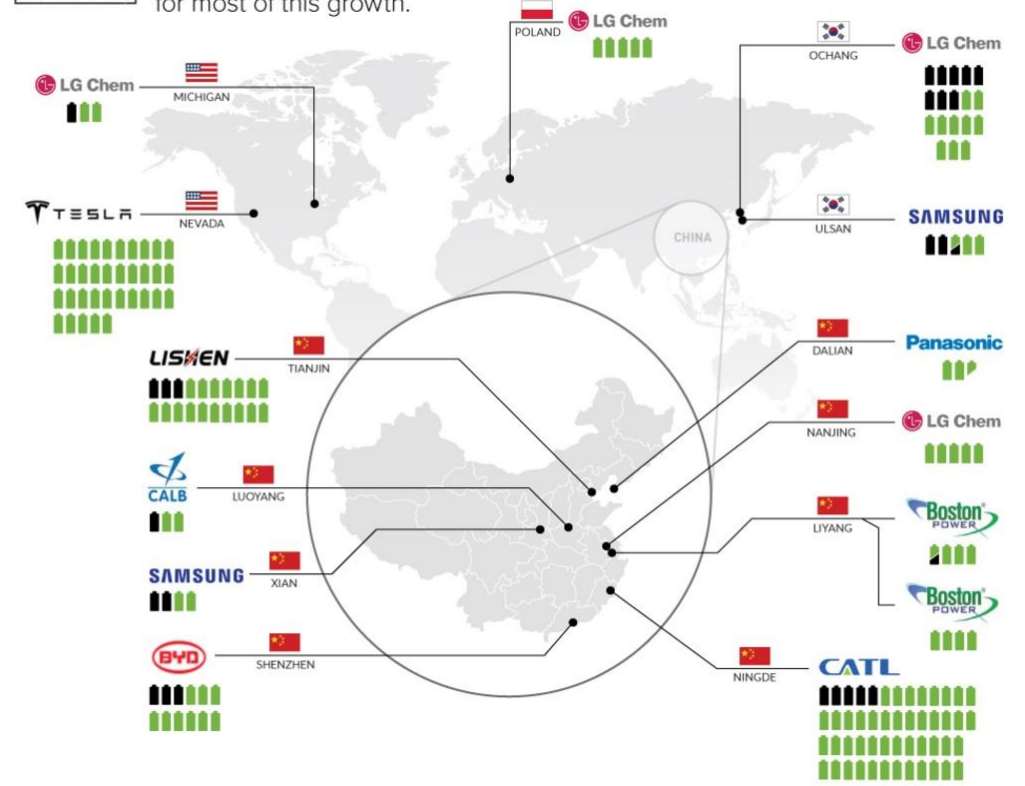 for most of this growth.
POLAND
LG Chem
OCHANG
LG Chem
LG Chem
MICHIGAN
TESLA
NEVADA
ULSAN
SAMSUNG
CHINA
LISHEN
TIANJIN
DALIAN
Panasonic
NANJING
LG Chem
CALB
LUOYANG
LIYANG
Boston
POWER
SAMSUNG
XIAN
Boston
POWER
BYD
SHENZHEN
NINGDE
CATL